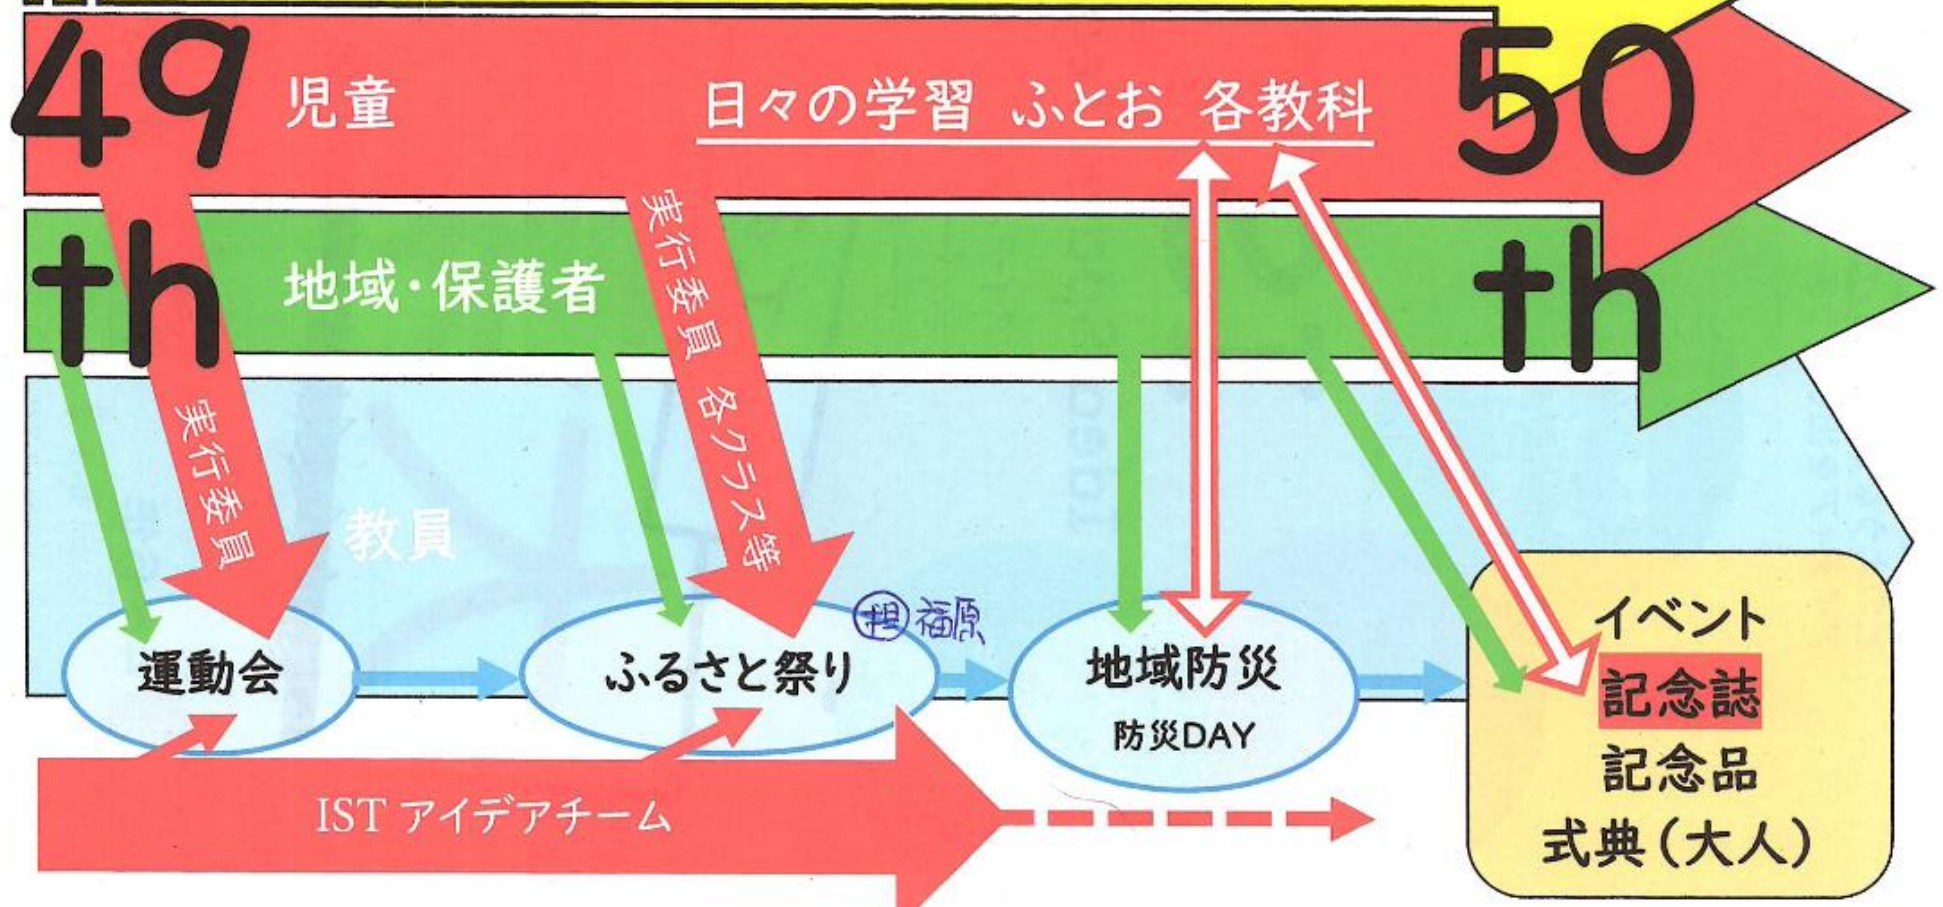 49th
50th
児童
日々の学習 ふとお 各教科
地域・保護者
実行委員
実行委員 各クラス等
教員
運動会
ふるさと祭り
担 福原
地域防災
防災DAY
イベント
記念誌
記念品
式典(大人)
IST アイデアチーム